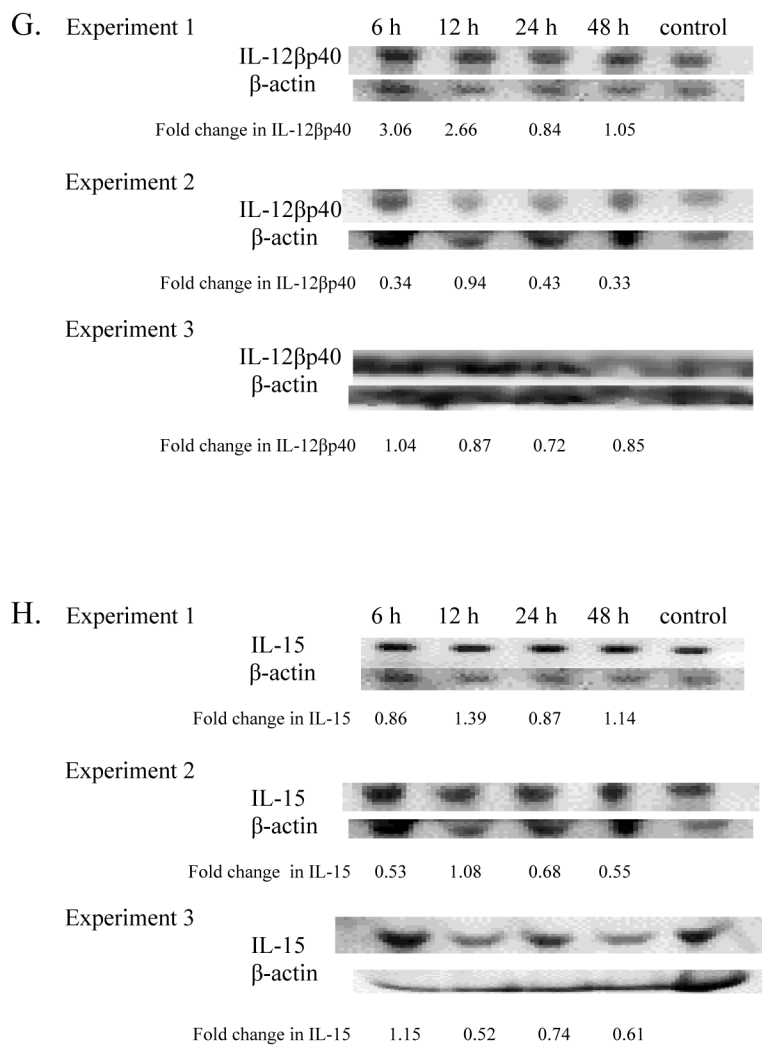 G. Experiment 1 6 h 12 h 24 h 48 h control
IL-12βp40
β-actin
Fold change in IL-12βp40 3.06 2.66 0.84 1.05
Experiment 2
IL-12βp40
β-actin
Fold change in IL-12βp40 0.34 0.94 0.43 0.33
Experiment 3
IL-12βp40
β-actin
Fold change in IL-12βp40 1.04 0.87 0.72 0.85
H. Experiment 1 6 h 12 h 24 h 48 h control
IL-15
β-actin
Fold change in IL-15 0.86 1.39 0.87 1.14
Experiment 2
IL-15
β-actin
Fold change in IL-15 0.53 1.08 0.68 0.55
Experiment 3
IL-15
β-actin
Fold change in IL-15 1.15 0.52 0.74 0.61